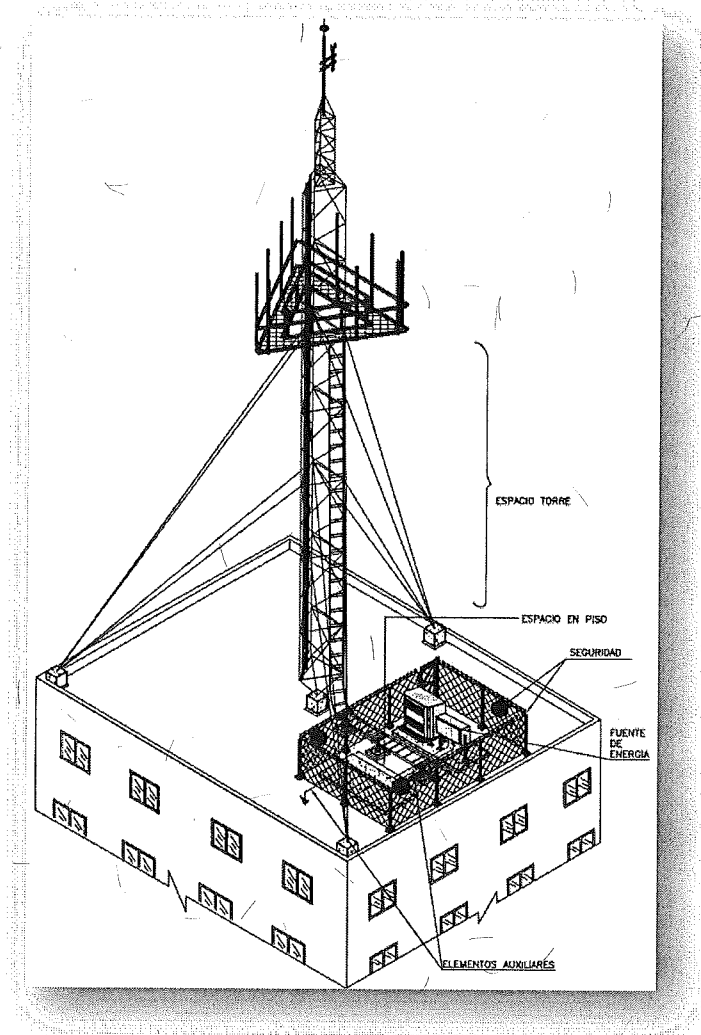 ESPACIO TORRE
ESPACIO EN PISO
SEGURIDAD
FUENTE
DE
ENERGIA
ELEMENTOS AUXILIARES